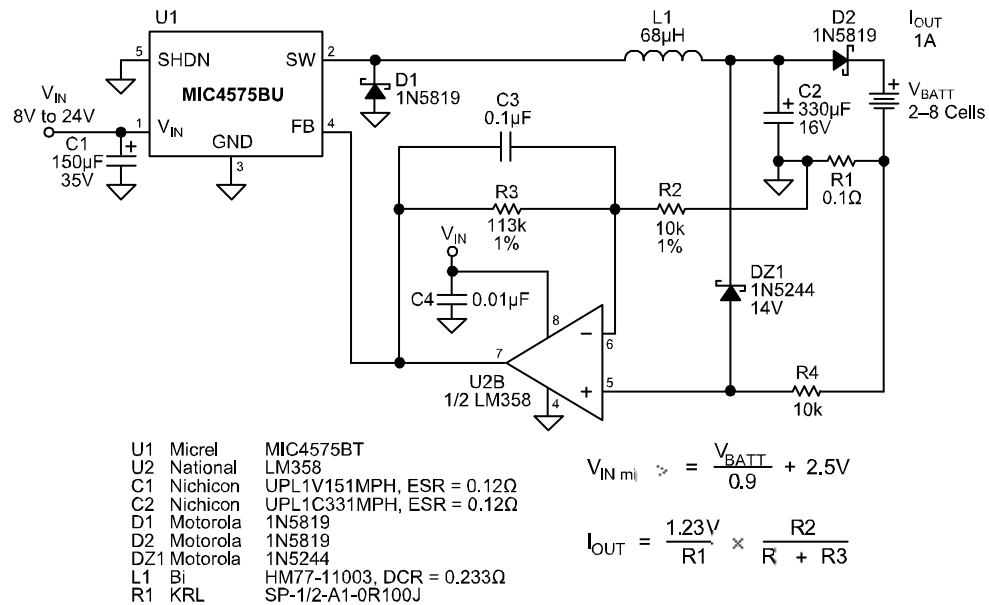 U1
5 SHDN SW 2
MIC4575BU
1 V_IN FB 4
GND
3
V_IN
8V to 24V
C1
150µF
35V
+
D1
1N5819
L1
68µH
D2
1N5819
I_OUT
1A
C2
330µF
16V
+
+
V_BATT
2–8 Cells
R1
0.1Ω
C3
0.1µF
R3
113k
1%
R2
10k
1%
V_IN
C4 0.01µF
DZ1
1N5244
14V
8
7
6
5
4
–
+
U2B
1/2 LM358
R4
10k
U1 Micrel MIC4575BT
U2 National LM358
C1 Nichicon UPL1V151MPH, ESR = 0.12Ω
C2 Nichicon UPL1C331MPH, ESR = 0.12Ω
D1 Motorola 1N5819
D2 Motorola 1N5819
DZ1 Motorola 1N5244
L1 Bi HM77-11003, DCR = 0.233Ω
R1 KRL SP-1/2-A1-0R100J
V_IN = V_BATT / 0.9 + 2.5V
I_OUT = 1.23V / R1 × R2 / R + R3